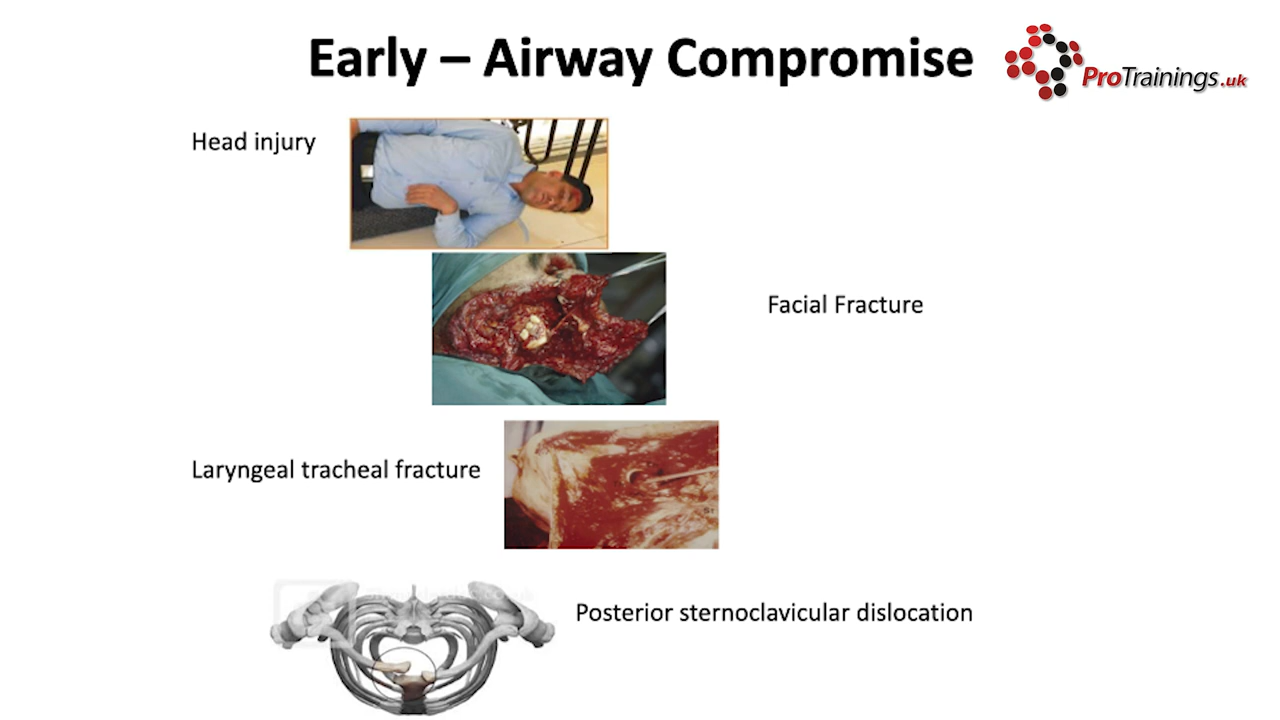 Early – Airway Compromise
ProTrainings.uk
Head injury
Facial Fracture
Laryngeal tracheal fracture
Posterior sternoclavicular dislocation